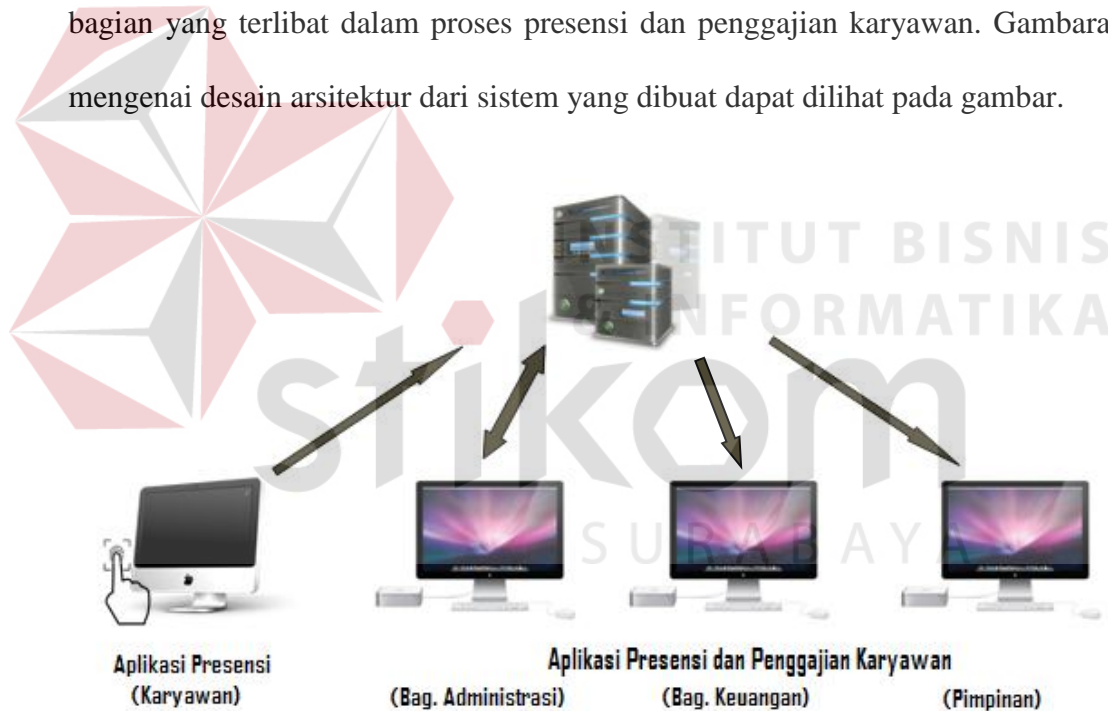 bagian yang terlibat dalam proses presensi dan penggajian karyawan. Gambara
mengenai desain arsitektur dari sistem yang dibuat dapat dilihat pada gambar.
INSTITUT BISNIS
& INFORMATIKA
stikom
SURABAYA
Aplikasi Presensi
(Karyawan)
Aplikasi Presensi dan Penggajian Karyawan
(Bag. Administrasi)
(Bag. Keuangan)
(Pimpinan)